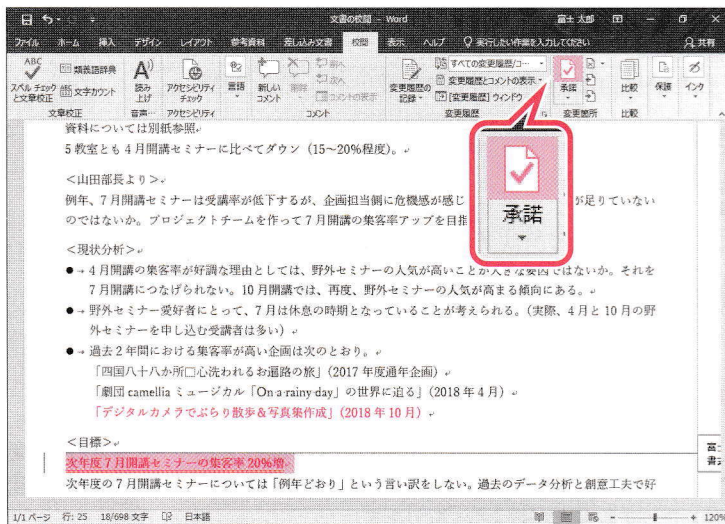 文書の校閲 - Word
富士 太郎
ファイル ホーム 挿入 デザイン レイアウト 参考資料 差し込み文書 校閲 表示 ヘルプ 実行したい作業を入力してください 共有
ABC
スペル チェックと文章校正
類義語辞典
文字カウント
文章校正
A))
読み上げ
音声…
アクセシビリティ チェック
アクセシビリティ
言語
新しいコメント
削除
前へ
次へ
コメントの表示
コメント
変更履歴の記録
すべての変更履歴/コ…
変更履歴とコメントの表示
[変更履歴] ウィンドウ
変更履歴
承諾
変更箇所
比較
比較
保護
インク
資料については別紙参照。
5教室とも4月開講セミナーに比べてダウン(15~20%程度)。
<山田部長より>
例年、7月開講セミナーは受講率が低下するが、企画担当側に危機感が感じ
が足りていない
のではないか。プロジェクトチームを作って7月開講の集客率アップを目指
承諾
<現状分析>
●→4月開講の集客率が好調な理由としては、野外セミナーの人気が高いことが大きな要因ではないか。それを
7月開講につなげられない。10月開講では、再度、野外セミナーの人気が高まる傾向にある。
●→野外セミナー愛好者にとって、7月は休息の時期となっていることが考えられる。(実際、4月と10月の野
外セミナーを申し込む受講者は多い)
●→過去2年間における集客率が高い企画は次のとおり。
「四国八十八か所□心洗われるお遍路の旅」(2017年度通年企画)
「劇団 camellia ミュージカル「On a rainy day」の世界に迫る」(2018年4月)
「デジタルカメラでぶらり散歩&写真集作成」(2018年10月)
<目標>
次年度7月開講セミナーの集客率20%増
次年度の7月開講セミナーについては「例年どおり」という言い訳をしない。過去のデータ分析と創意工夫で好
1/1 ページ 行: 25 18/698 文字 日本語 120%